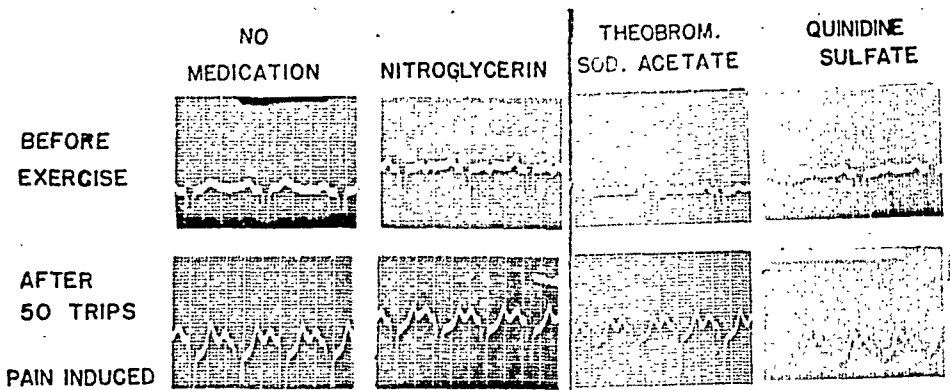 NO
MEDICATION
NITROGLYCERIN
THEOBROM.
SOD. ACETATE
QUINIDINE
SULFATE
BEFORE
EXERCISE
AFTER
50 TRIPS
PAIN INDUCED